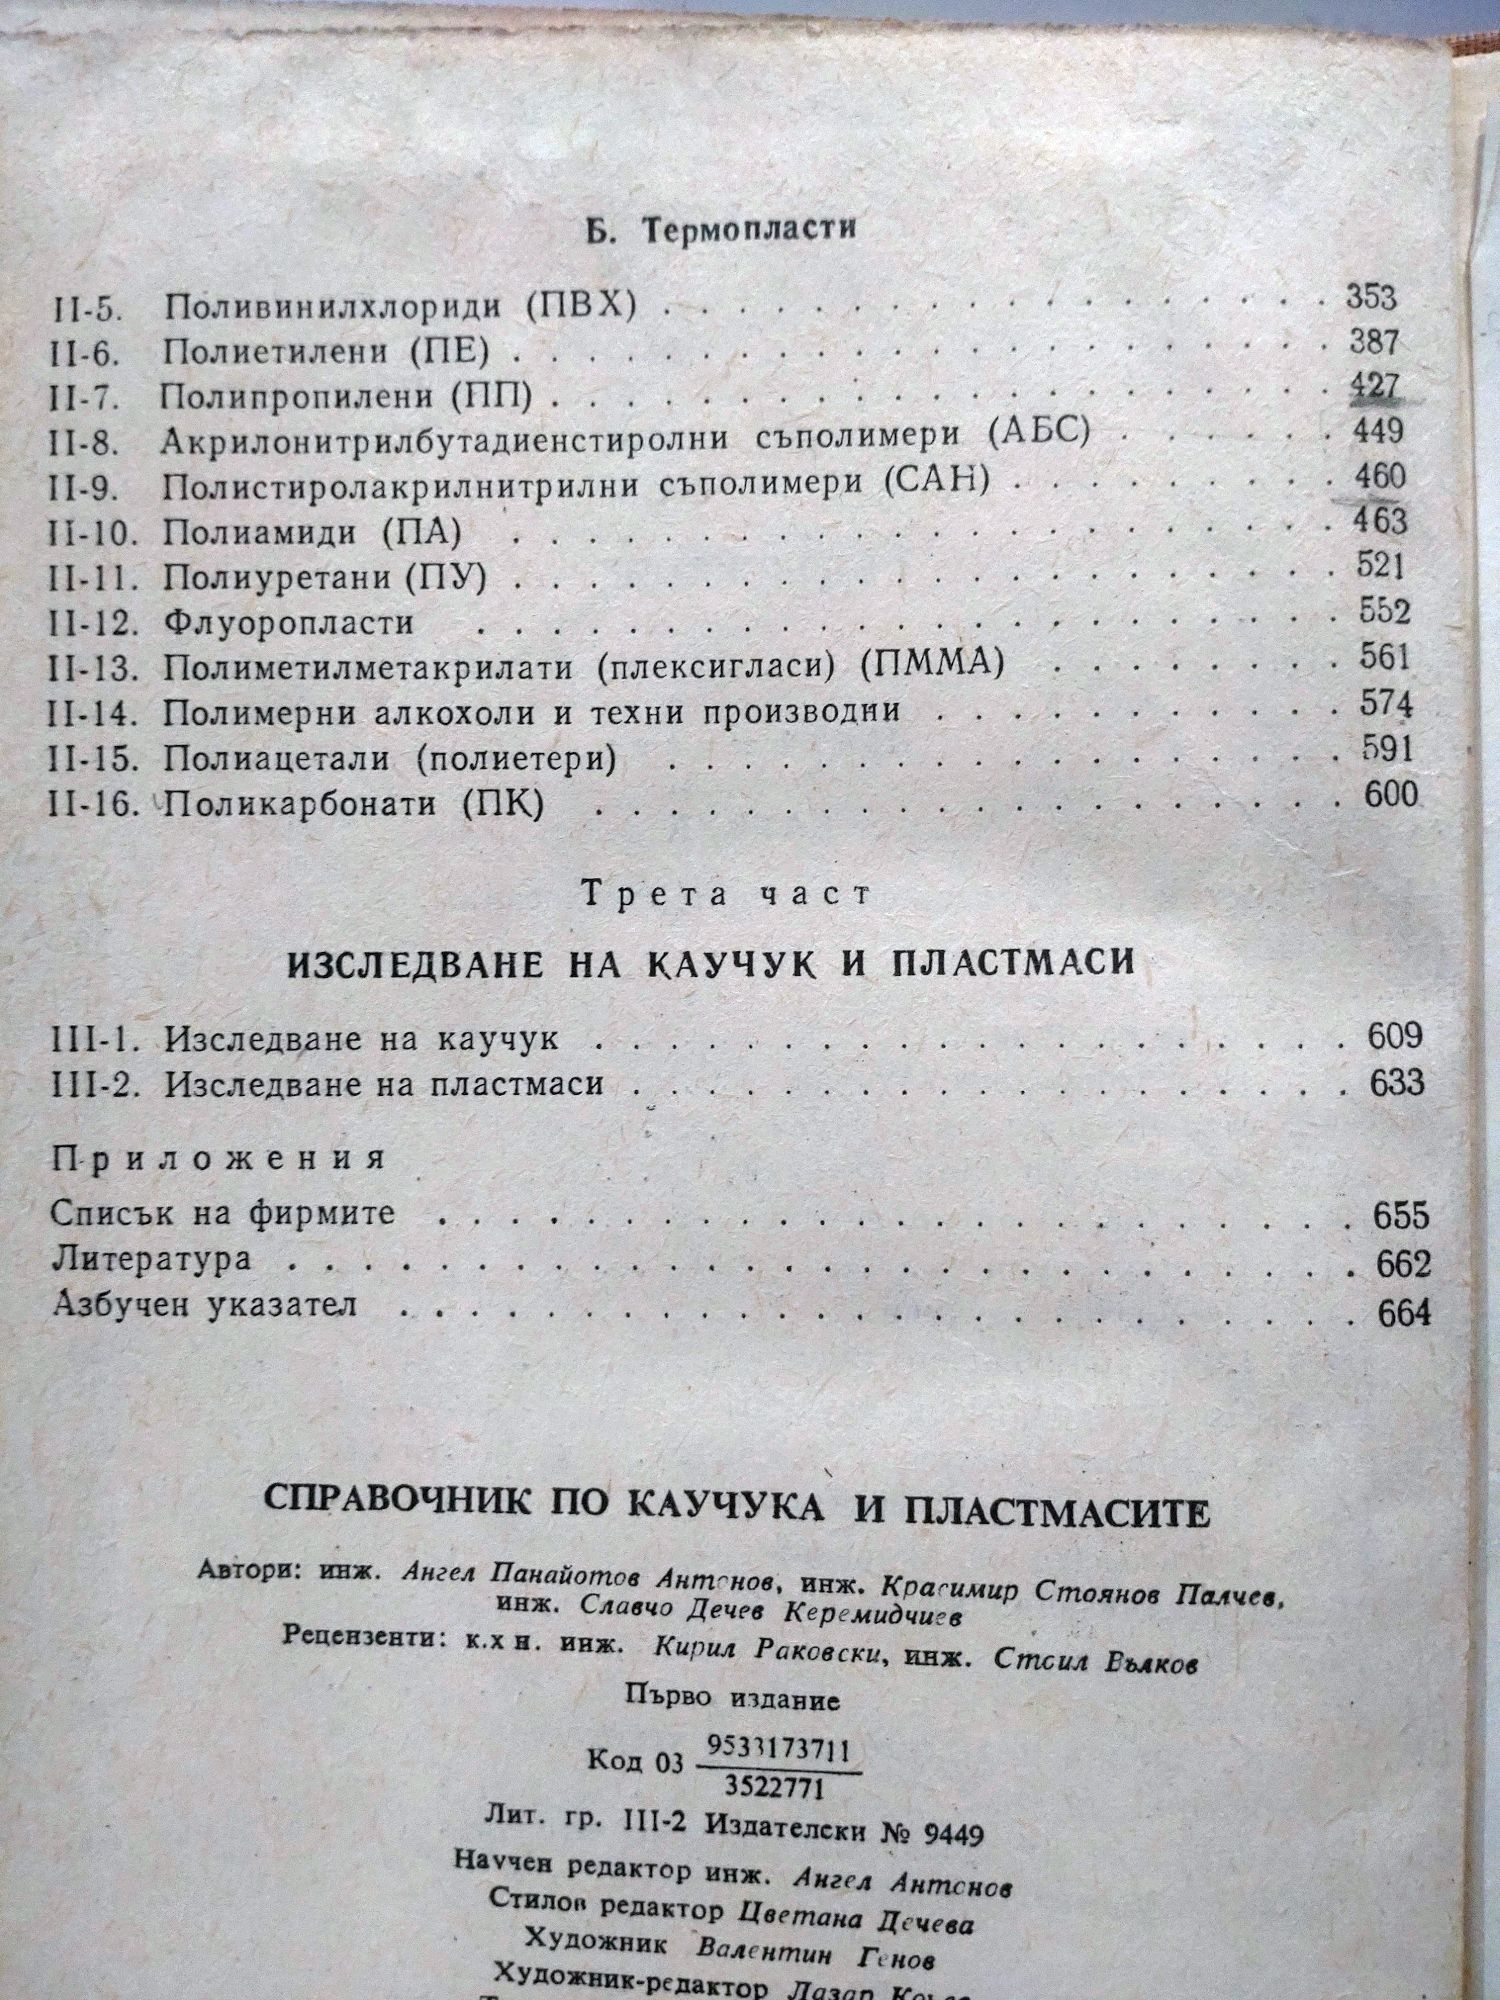 Б. Термопласти
II-5. Поливинилхлориди (ПВХ) . . . . . . . . . . . . . . . . . . 353
II-6. Полиетилени (ПЕ) . . . . . . . . . . . . . . . . . . . . . . 387
II-7. Полипропилени (ПП) . . . . . . . . . . . . . . . . . . . . . 427
II-8. Акрилонитрилбутадиенстиролни съполимери (АБС) . . . . . . 449
II-9. Полистиролакрилнитрилни съполимери (САН) . . . . . . . . . 460
II-10. Полиамиди (ПА) . . . . . . . . . . . . . . . . . . . . . . 463
II-11. Полиуретани (ПУ) . . . . . . . . . . . . . . . . . . . . . . 521
II-12. Флуоропласти . . . . . . . . . . . . . . . . . . . . . . . 552
II-13. Полиметилметакрилати (плексигласи) (ПММА) . . . . . . . . 561
II-14. Полимерни алкохоли и техни производни . . . . . . . . . . . 574
II-15. Полиацетали (полиетери) . . . . . . . . . . . . . . . . . . 591
II-16. Поликарбонати (ПК) . . . . . . . . . . . . . . . . . . . . 600
Трета част
ИЗСЛЕДВАНЕ НА КАУЧУК И ПЛАСТМАСИ
III-1. Изследване на каучук . . . . . . . . . . . . . . . . . . . . 609
III-2. Изследване на пластмаси . . . . . . . . . . . . . . . . . . . 633
Приложения
Списък на фирмите . . . . . . . . . . . . . . . . . . . . . . . . 655
Литература . . . . . . . . . . . . . . . . . . . . . . . . . . . . 662
Азбучен указател . . . . . . . . . . . . . . . . . . . . . . . . . 664
СПРАВОЧНИК ПО КАУЧУКА И ПЛАСТМАСИТЕ
Автори: инж. Ангел Панайотов Антонов, инж. Красимир Стоянов Палчев,
инж. Славчо Дечев Керемидчиев
Рецензенти: к.х н. инж. Кирил Раковски, инж. Стоил Вълков
Първо издание
Код 03 9533173711
3522771
Лит. гр. III-2 Издателски № 9449
Научен редактор инж. Ангел Антонов
Стилов редактор Цветана Дечева
Художник Валентин Генов
Художник-редактор Лазар